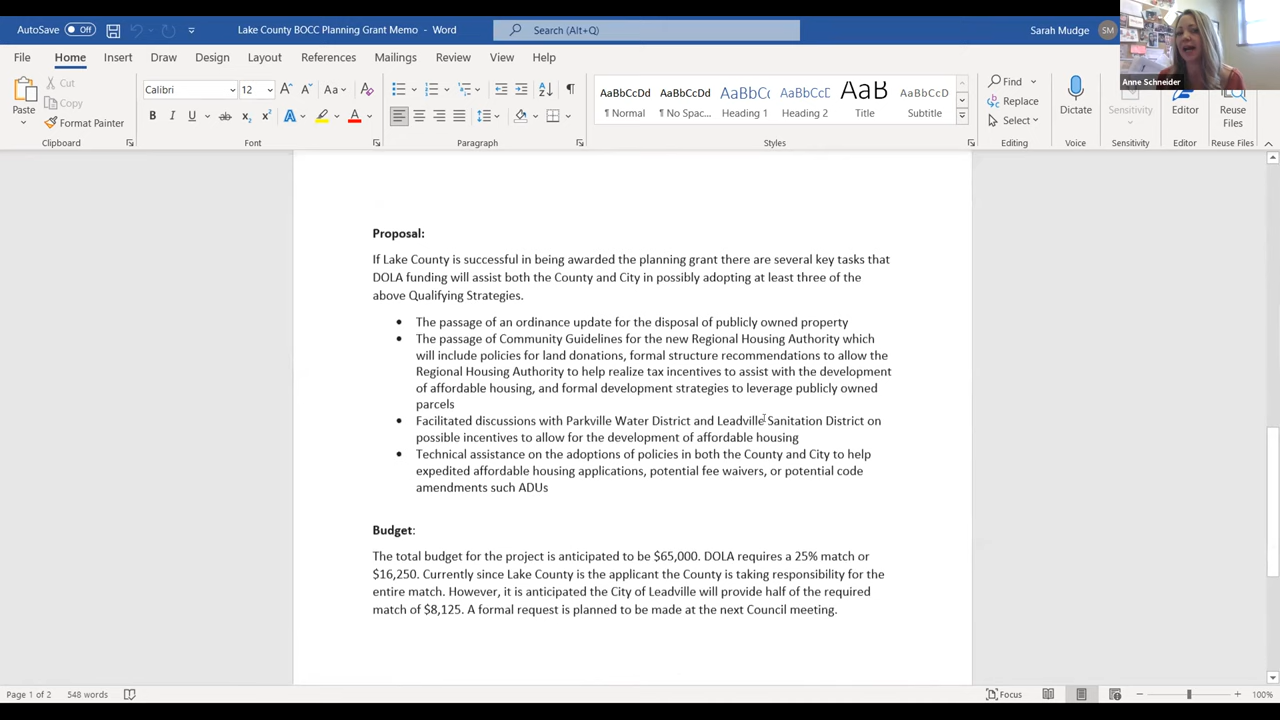 AutoSave Off Lake County BOCC Planning Grant Memo - Word Search (Alt+Q) Sarah Mudge SM
File Home Insert Draw Design Layout References Mailings Review View Help
Anne Schneider
Paste Cut Copy Format Painter
Calibri 12
AaBbCcDd AaBbCcDd AaBbCc AaBbCcC AaB AaBbCcC
¶ Normal ¶ No Spac... Heading 1 Heading 2 Title Subtitle
Find Replace Select
Dictate Sensitivity Editor Reuse Files
Clipboard Font Paragraph Styles Editing Voice Sensitivity Editor Reuse Files
Proposal:
If Lake County is successful in being awarded the planning grant there are several key tasks that
DOLA funding will assist both the County and City in possibly adopting at least three of the
above Qualifying Strategies.
• The passage of an ordinance update for the disposal of publicly owned property
• The passage of Community Guidelines for the new Regional Housing Authority which
will include policies for land donations, formal structure recommendations to allow the
Regional Housing Authority to help realize tax incentives to assist with the development
of affordable housing, and formal development strategies to leverage publicly owned
parcels
• Facilitated discussions with Parkville Water District and Leadville Sanitation District on
possible incentives to allow for the development of affordable housing
• Technical assistance on the adoptions of policies in both the County and City to help
expedited affordable housing applications, potential fee waivers, or potential code
amendments such ADUs
Budget:
The total budget for the project is anticipated to be $65,000. DOLA requires a 25% match or
$16,250. Currently since Lake County is the applicant the County is taking responsibility for the
entire match. However, it is anticipated the City of Leadville will provide half of the required
match of $8,125. A formal request is planned to be made at the next Council meeting.
Page 1 of 2 548 words Focus 100%